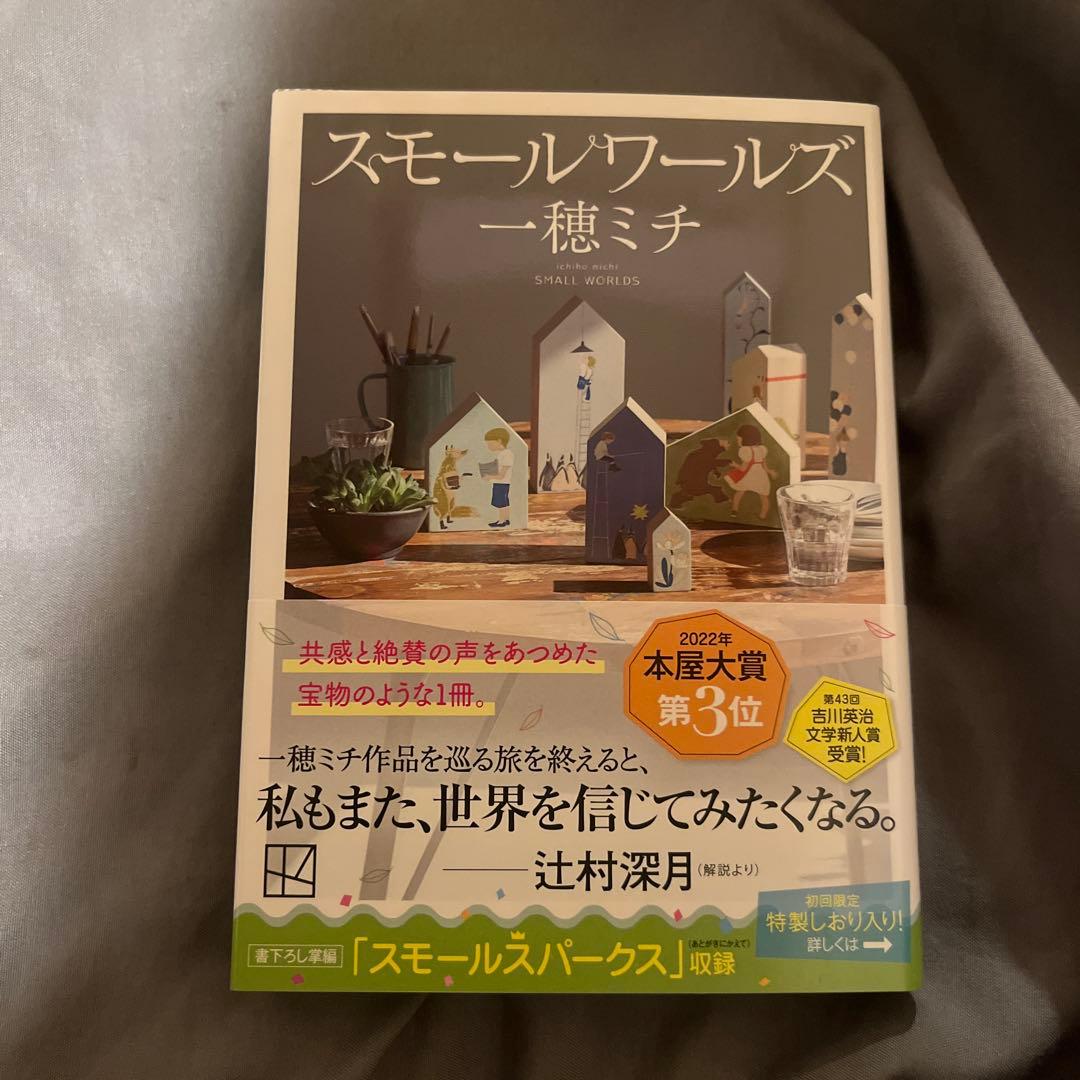 スモールワールズ
一穂ミチ
ichiho michi
SMALL WORLDS
共感と絶賛の声をあつめた
宝物のような1冊。
2022年
本屋大賞
第3位
第43回
吉川英治
文学新人賞
受賞!
一穂ミチ作品を巡る旅を終えると、
私もまた、世界を信じてみたくなる。
――辻村深月(解説より)
初回限定
特製しおり入り!
詳しくは→
書下ろし掌編「スモールスパークス」(あとがきにかえて)収録